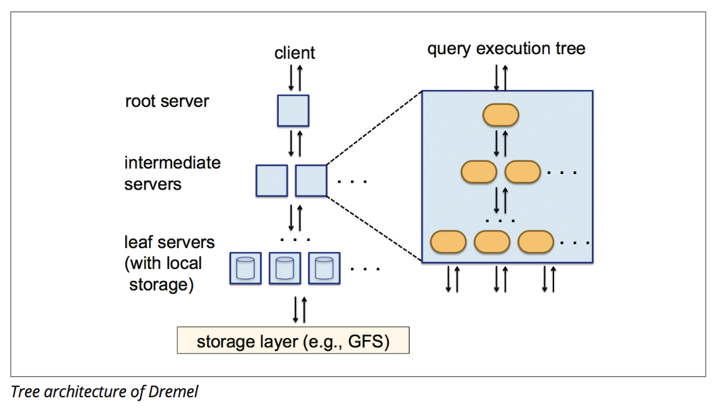 client
query execution tree
root server
intermediate
servers
. . .
. . .
. . .
. . .
leaf servers
(with local
storage)
. . .
. . .
storage layer (e.g., GFS)
Tree architecture of Dremel